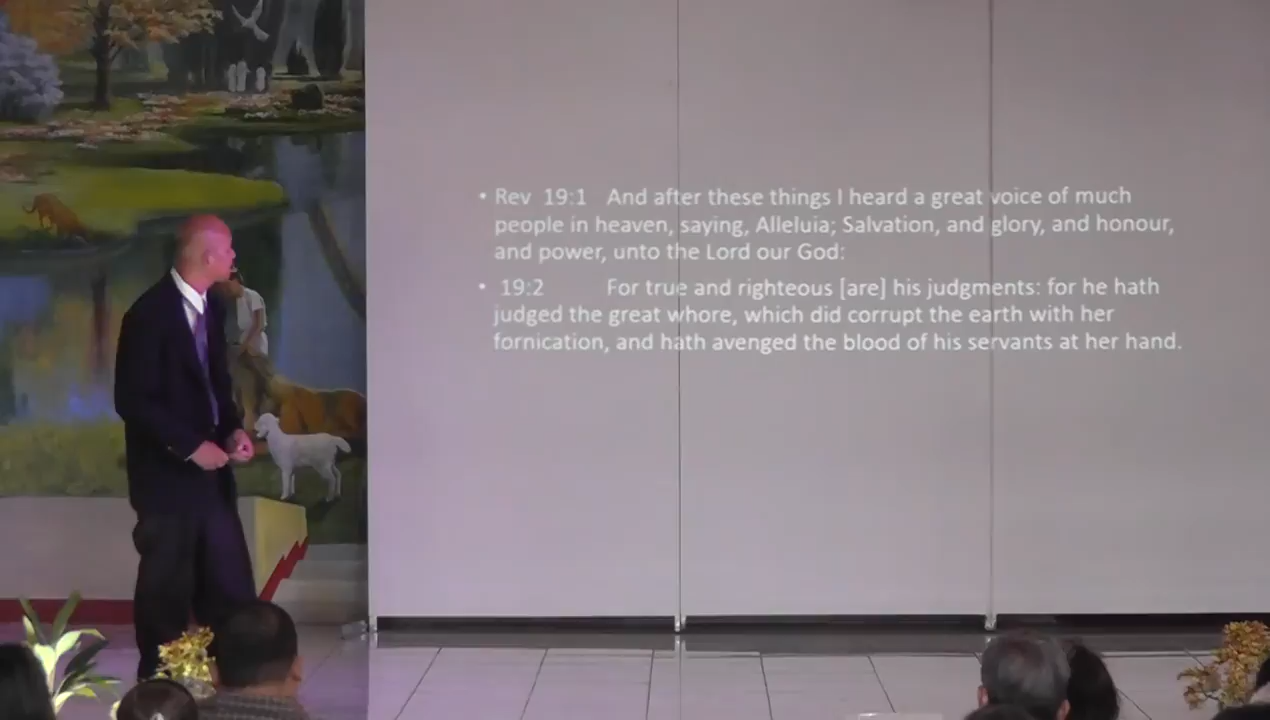 • Rev 19:1 And after these things I heard a great voice of much
people in heaven, saying, Alleluia; Salvation, and glory, and honour,
and power, unto the Lord our God:
• 19:2 For true and righteous [are] his judgments: for he hath
judged the great whore, which did corrupt the earth with her
fornication, and hath avenged the blood of his servants at her hand.